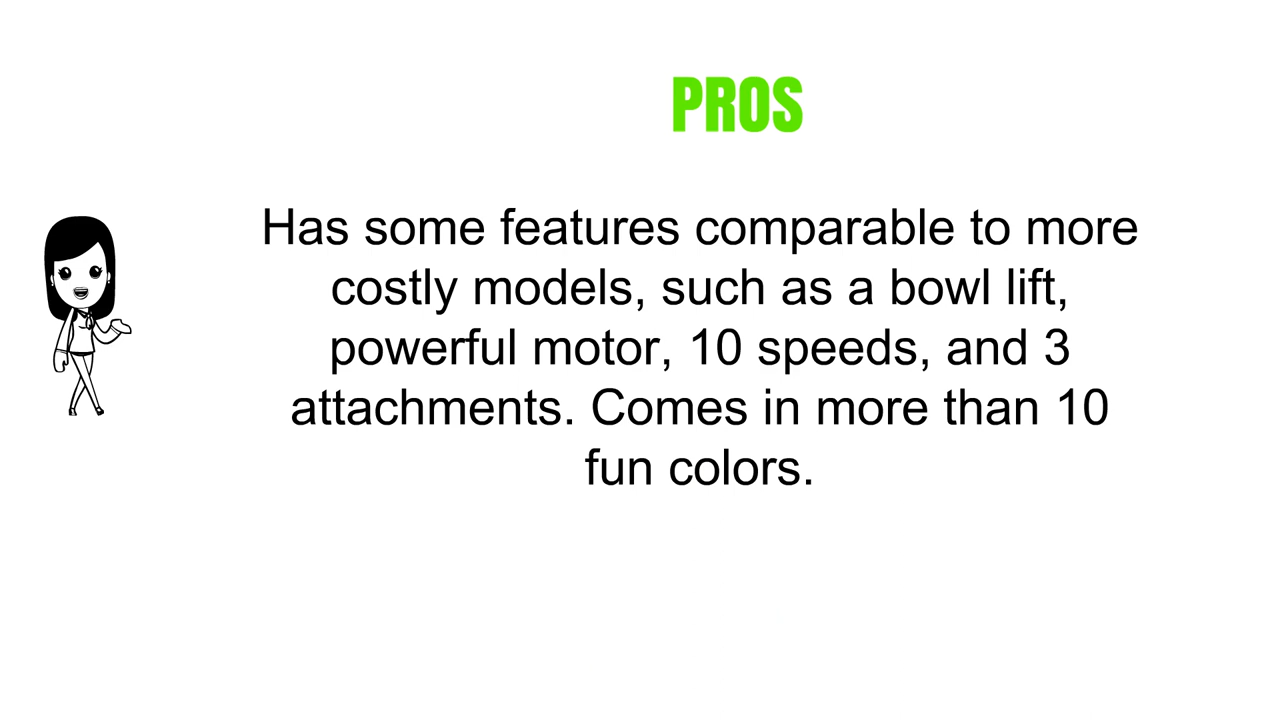 PROS
Has some features comparable to more
costly models, such as a bowl lift,
powerful motor, 10 speeds, and 3
attachments. Comes in more than 10
fun colors.